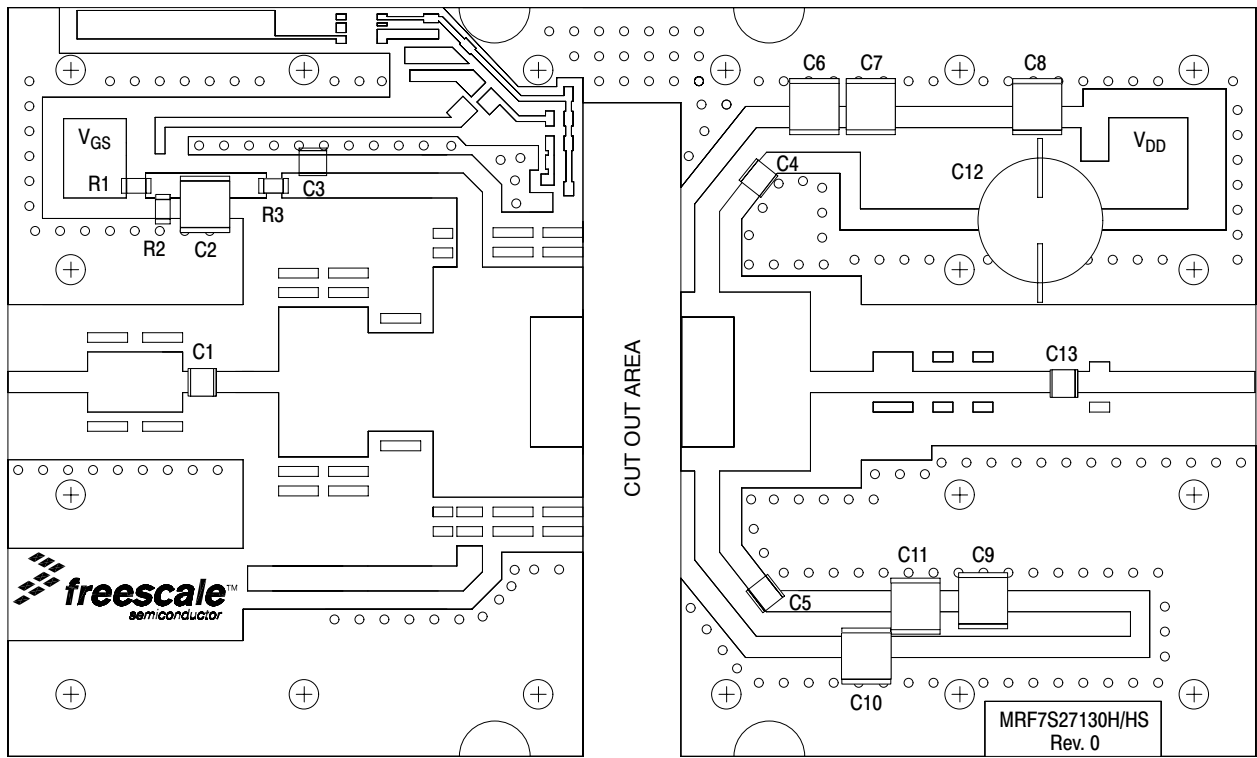 C6
C7
C8
VGS
VDD
C4
C12
R1
C3
R3
R2
C2
C1
C13
CUT OUT AREA
C11
C9
freescale™
semiconductor
C5
C10
MRF7S27130H/HS
Rev. 0